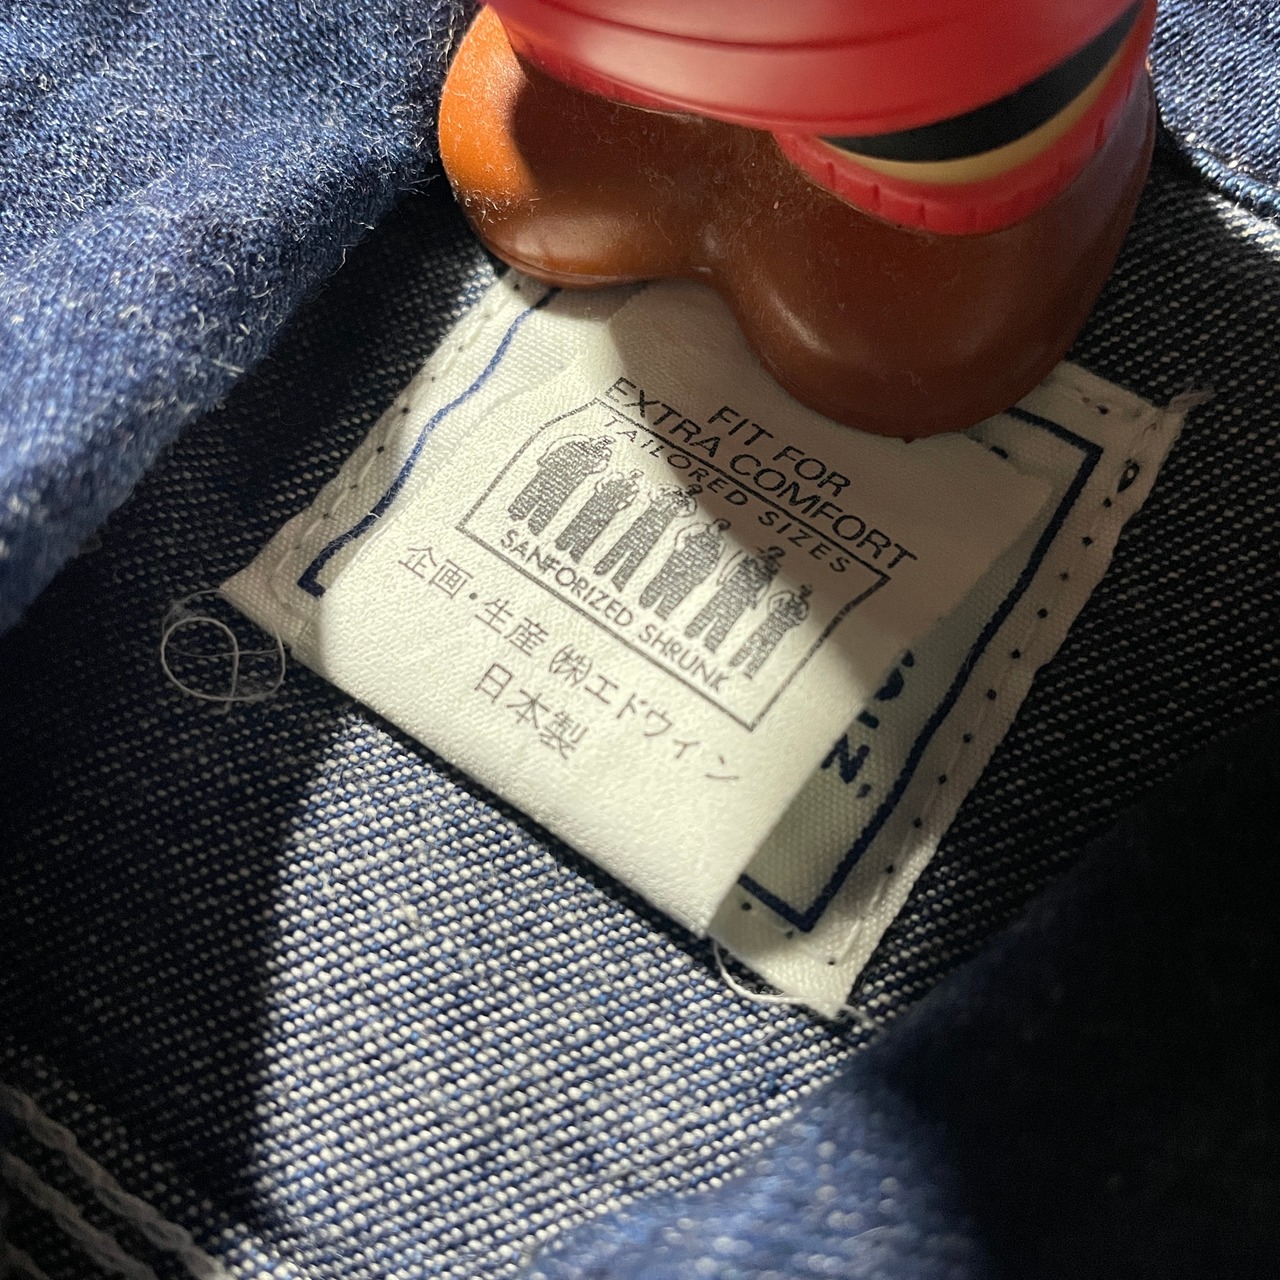 FIT FOR
EXTRA COMFORT
TAILORED SIZES
SANFORIZED SHRUNK
企画・生産 ㈱エドウイン
日本製
N,